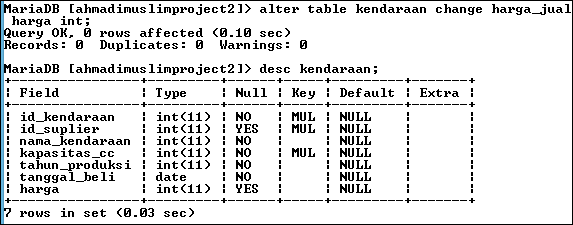 MariaDB [ahmadimuslimproject2]> alter table kendaraan change harga_jual
 harga int;
Query OK, 0 rows affected (0.10 sec)
Records: 0  Duplicates: 0  Warnings: 0

MariaDB [ahmadimuslimproject2]> desc kendaraan;
+----------------+---------+------+-----+---------+-------+
| Field          | Type    | Null | Key | Default | Extra |
+----------------+---------+------+-----+---------+-------+
| id_kendaraan   | int(11) | NO   | MUL | NULL    |       |
| id_suplier     | int(11) | YES  | MUL | NULL    |       |
| nama_kendaraan | int(11) | NO   |     | NULL    |       |
| kapasitas_cc   | int(11) | NO   | MUL | NULL    |       |
| tahun_produksi | int(11) | NO   |     | NULL    |       |
| tanggal_beli   | date    | NO   |     | NULL    |       |
| harga          | int(11) | YES  |     | NULL    |       |
+----------------+---------+------+-----+---------+-------+
7 rows in set (0.03 sec)